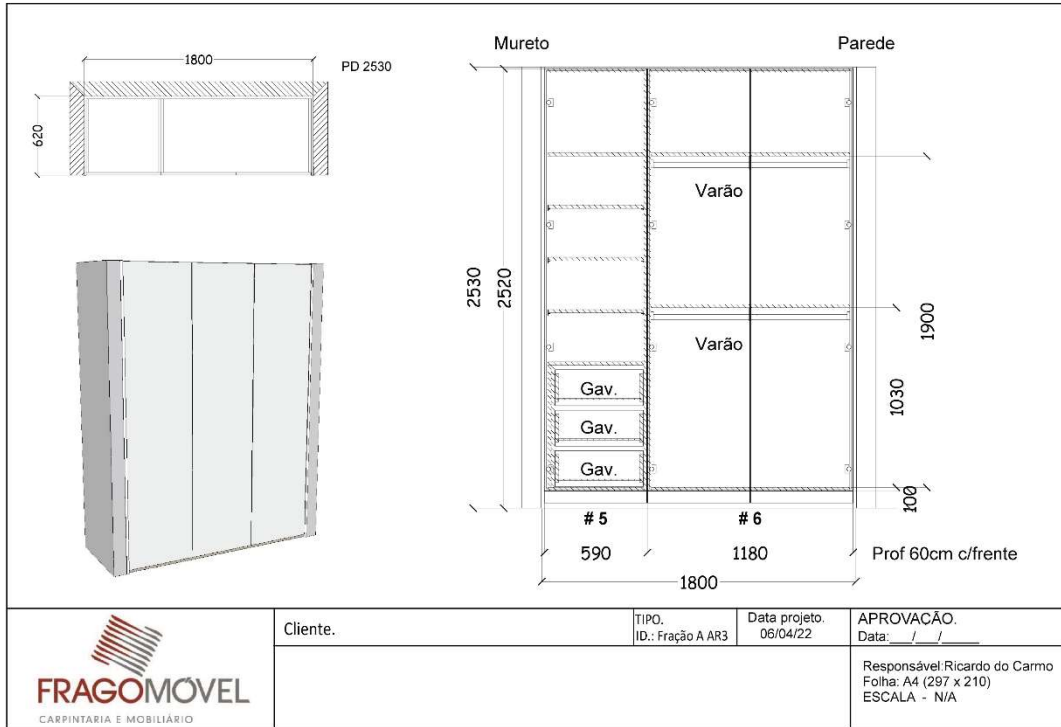 1800
PD 2530
620
Mureto
Parede
Varão
Varão
2530
2520
1900
1030
100
Gav.
Gav.
Gav.
# 5
# 6
590
1180
Prof 60cm c/frente
1800
FRAGOMÓVEL
CARPINTARIA E MOBILIÁRIO
Cliente.
TIPO.
ID.: Fração A AR3
Data projeto.
06/04/22
APROVAÇÃO.
Data:___/___/_____
Responsável:Ricardo do Carmo
Folha: A4 (297 x 210)
ESCALA - N/A